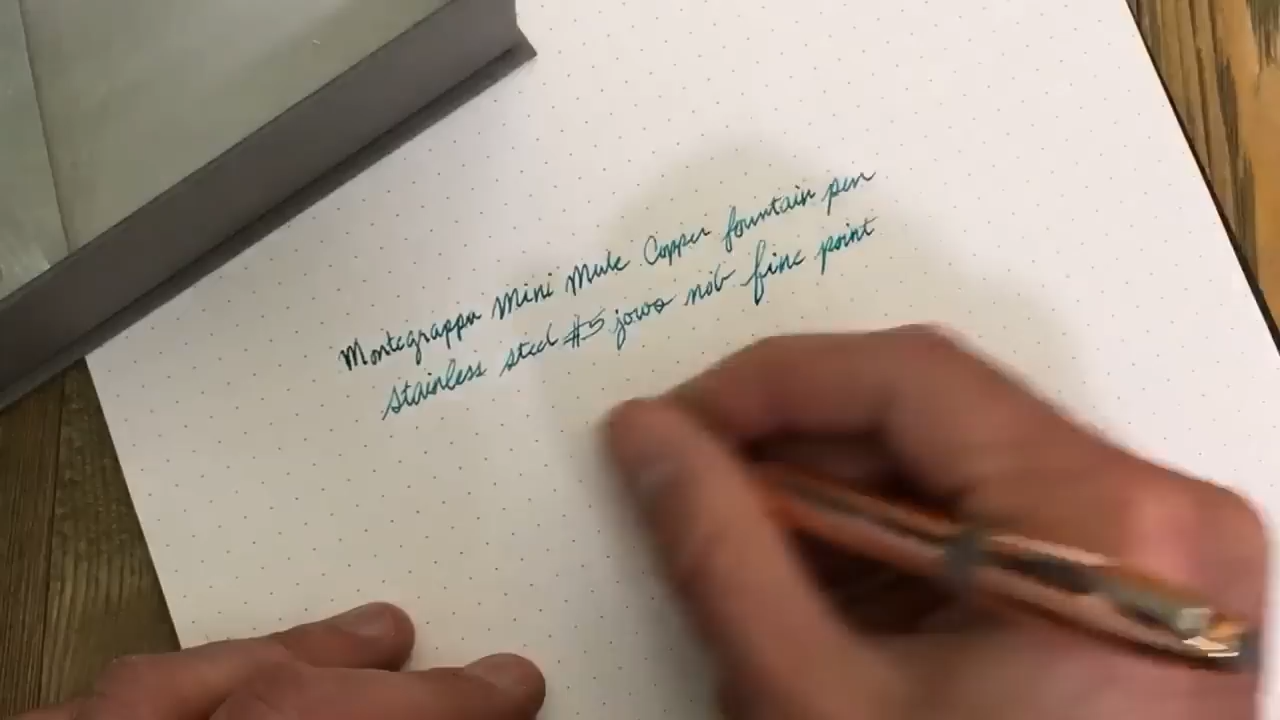 Montegrappa Mini Mule Copper fountain pen
stainless steel #5 jowo nib fine point